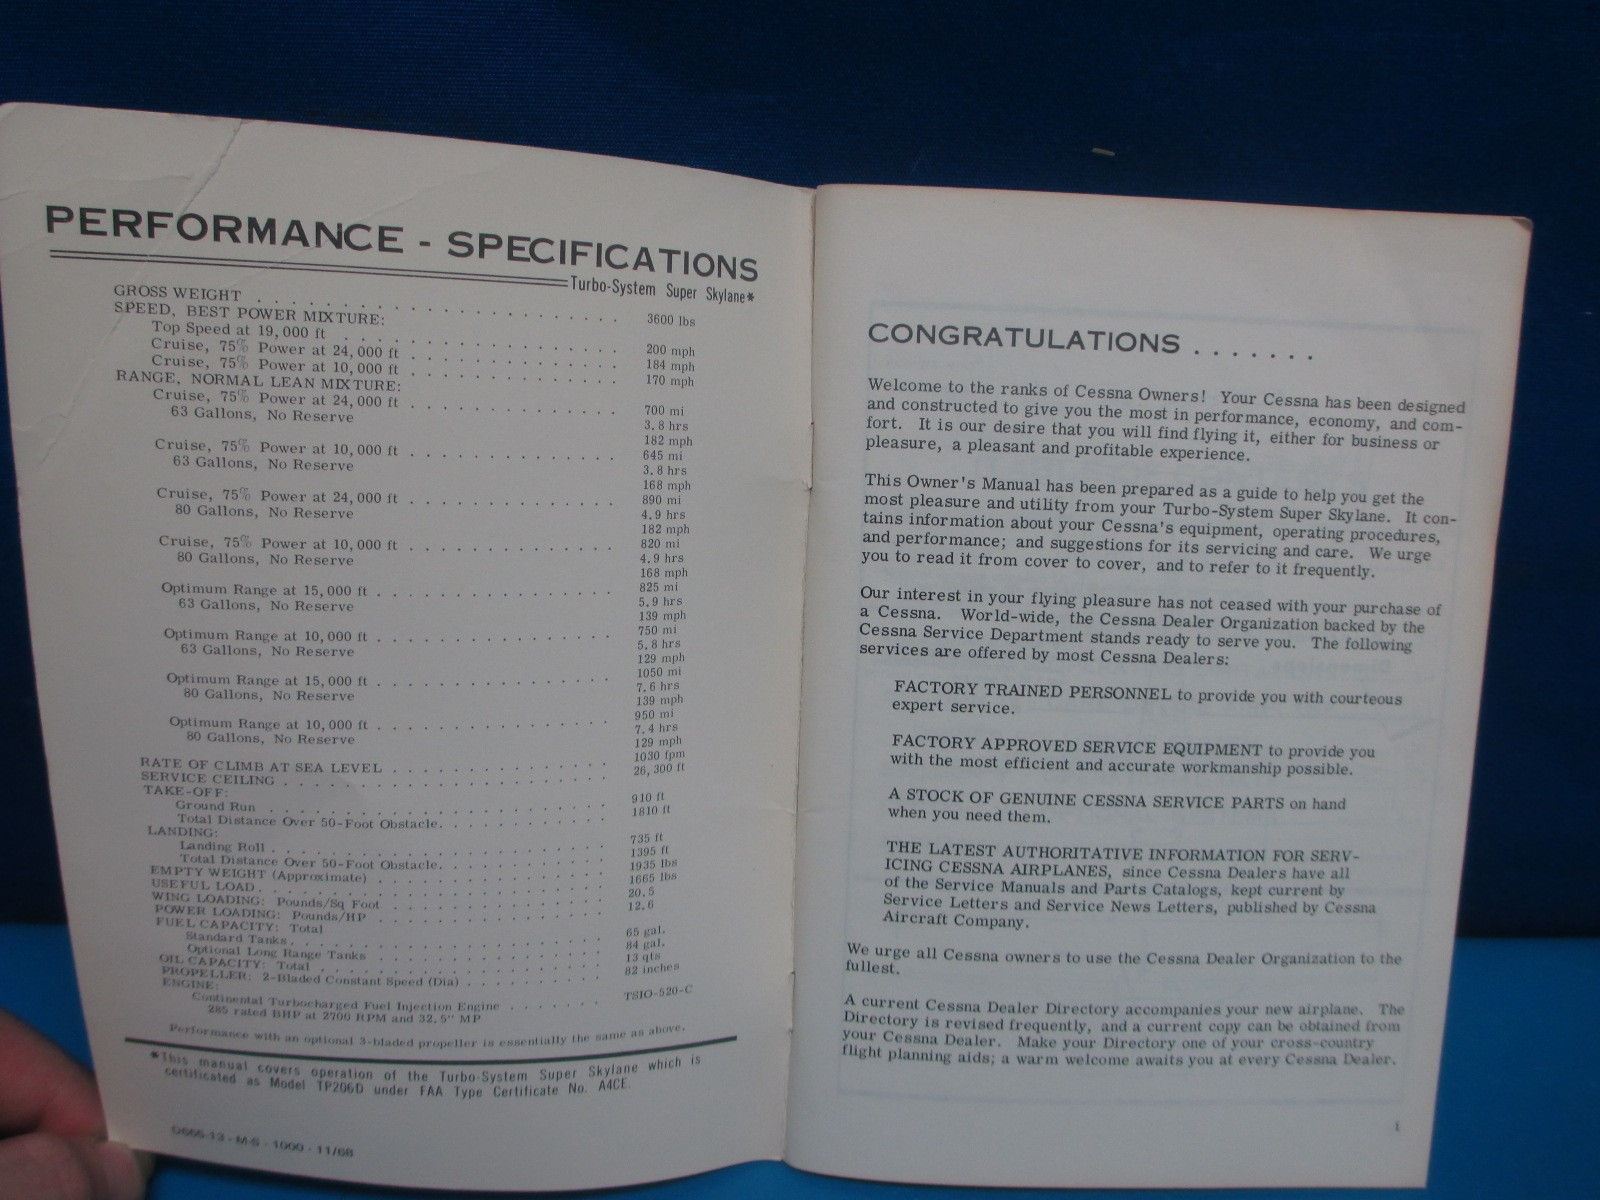 PERFORMANCE - SPECIFICATIONS
Turbo-System Super Skylane*
GROSS WEIGHT . . . . . . . . . . . . . . . . 3600 lbs
SPEED, BEST POWER MIXTURE:
Top Speed at 19,000 ft . . . . . . . . . . . . . . . . 200 mph
Cruise, 75% Power at 24,000 ft . . . . . . . . . . . . . 184 mph
Cruise, 75% Power at 10,000 ft . . . . . . . . . . . . . 170 mph
RANGE, NORMAL LEAN MIXTURE:
Cruise, 75% Power at 24,000 ft . . . . . . . . . . . . . 700 mi
63 Gallons, No Reserve 3.8 hrs
182 mph
Cruise, 75% Power at 10,000 ft . . . . . . . . . . . . . 645 mi
63 Gallons, No Reserve 3.8 hrs
168 mph
Cruise, 75% Power at 24,000 ft . . . . . . . . . . . . . 890 mi
80 Gallons, No Reserve 4.9 hrs
182 mph
Cruise, 75% Power at 10,000 ft . . . . . . . . . . . . . 820 mi
80 Gallons, No Reserve 4.9 hrs
168 mph
Optimum Range at 15,000 ft . . . . . . . . . . . . . . 825 mi
63 Gallons, No Reserve 5.9 hrs
139 mph
Optimum Range at 10,000 ft . . . . . . . . . . . . . . 750 mi
63 Gallons, No Reserve 5.8 hrs
129 mph
Optimum Range at 15,000 ft . . . . . . . . . . . . . . 1050 mi
80 Gallons, No Reserve 7.6 hrs
139 mph
Optimum Range at 10,000 ft . . . . . . . . . . . . . . 950 mi
80 Gallons, No Reserve 7.4 hrs
129 mph
RATE OF CLIMB AT SEA LEVEL . . . . . . . . . . . . . 1030 fpm
SERVICE CEILING . . . . . . . . . . . . . . . . . . . 26,300 ft
TAKE-OFF:
Ground Run . . . . . . . . . . . . . . . . . . . . 910 ft
Total Distance Over 50-Foot Obstacle. . . . . . . . . . 1810 ft
LANDING:
Landing Roll . . . . . . . . . . . . . . . . . . . . 735 ft
Total Distance Over 50-Foot Obstacle. . . . . . . . . . 1395 ft
EMPTY WEIGHT (Approximate) . . . . . . . . . . . . . 1935 lbs
USEFUL LOAD. . . . . . . . . . . . . . . . . . . . . 1665 lbs
WING LOADING: Pounds/Sq Foot . . . . . . . . . . . . 20.5
POWER LOADING: Pounds/HP . . . . . . . . . . . . . . 12.6
FUEL CAPACITY: Total
Standard Tanks. . . . . . . . . . . . . . . . . . . 65 gal.
Optional Long Range Tanks . . . . . . . . . . . . . . 84 gal.
OIL CAPACITY: Total . . . . . . . . . . . . . . . . . 13 qts
PROPELLER: 2-Bladed Constant Speed (Dia) . . . . . . . . 82 inches
ENGINE:
Continental Turbocharged Fuel Injection Engine . . . . . . TSIO-520-C
285 rated BHP at 2700 RPM and 32.5" MP
Performance with an optional 3-bladed propeller is essentially the same as above.
*This manual covers operation of the Turbo-System Super Skylane which is
certificated as Model TP206D under FAA Type Certificate No. A4CE.
D665-13 - M-S - 1000 - 11/68
CONGRATULATIONS . . . . . . .
Welcome to the ranks of Cessna Owners! Your Cessna has been designed
and constructed to give you the most in performance, economy, and com-
fort. It is our desire that you will find flying it, either for business or
pleasure, a pleasant and profitable experience.
This Owner's Manual has been prepared as a guide to help you get the
most pleasure and utility from your Turbo-System Super Skylane. It con-
tains information about your Cessna's equipment, operating procedures,
and performance; and suggestions for its servicing and care. We urge
you to read it from cover to cover, and to refer to it frequently.
Our interest in your flying pleasure has not ceased with your purchase of
a Cessna. World-wide, the Cessna Dealer Organization backed by the
Cessna Service Department stands ready to serve you. The following
services are offered by most Cessna Dealers:
FACTORY TRAINED PERSONNEL to provide you with courteous
expert service.
FACTORY APPROVED SERVICE EQUIPMENT to provide you
with the most efficient and accurate workmanship possible.
A STOCK OF GENUINE CESSNA SERVICE PARTS on hand
when you need them.
THE LATEST AUTHORITATIVE INFORMATION FOR SERV-
ICING CESSNA AIRPLANES, since Cessna Dealers have all
of the Service Manuals and Parts Catalogs, kept current by
Service Letters and Service News Letters, published by Cessna
Aircraft Company.
We urge all Cessna owners to use the Cessna Dealer Organization to the
fullest.
A current Cessna Dealer Directory accompanies your new airplane. The
Directory is revised frequently, and a current copy can be obtained from
your Cessna Dealer. Make your Directory one of your cross-country
flight planning aids; a warm welcome awaits you at every Cessna Dealer.
1